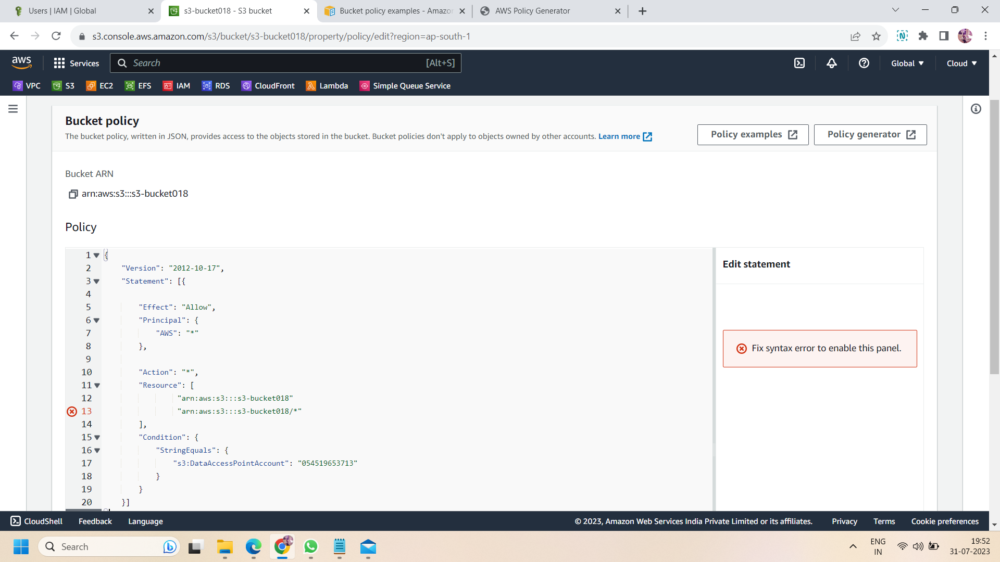 Users | IAM | Global
s3-bucket018 - S3 bucket
Bucket policy examples - Amazon
AWS Policy Generator
s3.console.aws.amazon.com/s3/bucket/s3-bucket018/property/policy/edit?region=ap-south-1
aws
Services
Search
[Alt+S]
Global
Cloud
VPC
S3
EC2
EFS
IAM
RDS
CloudFront
Lambda
Simple Queue Service
Bucket policy
The bucket policy, written in JSON, provides access to the objects stored in the bucket. Bucket policies don't apply to objects owned by other accounts. Learn more
Policy examples
Policy generator
Bucket ARN
arn:aws:s3:::s3-bucket018
Policy
1 {
2 "Version": "2012-10-17",
3 "Statement": [{
4
5 "Effect": "Allow",
6 "Principal": {
7 "AWS": "*"
8 },
9
10 "Action": "*",
11 "Resource": [
12 "arn:aws:s3:::s3-bucket018"
13 "arn:aws:s3:::s3-bucket018/*"
14 ],
15 "Condition": {
16 "StringEquals": {
17 "s3:DataAccessPointAccount": "054519653713"
18 }
19 }
20 }]
Edit statement
Fix syntax error to enable this panel.
CloudShell
Feedback
Language
© 2023, Amazon Web Services India Private Limited or its affiliates.
Privacy
Terms
Cookie preferences
Search
ENG
IN
19:52
31-07-2023